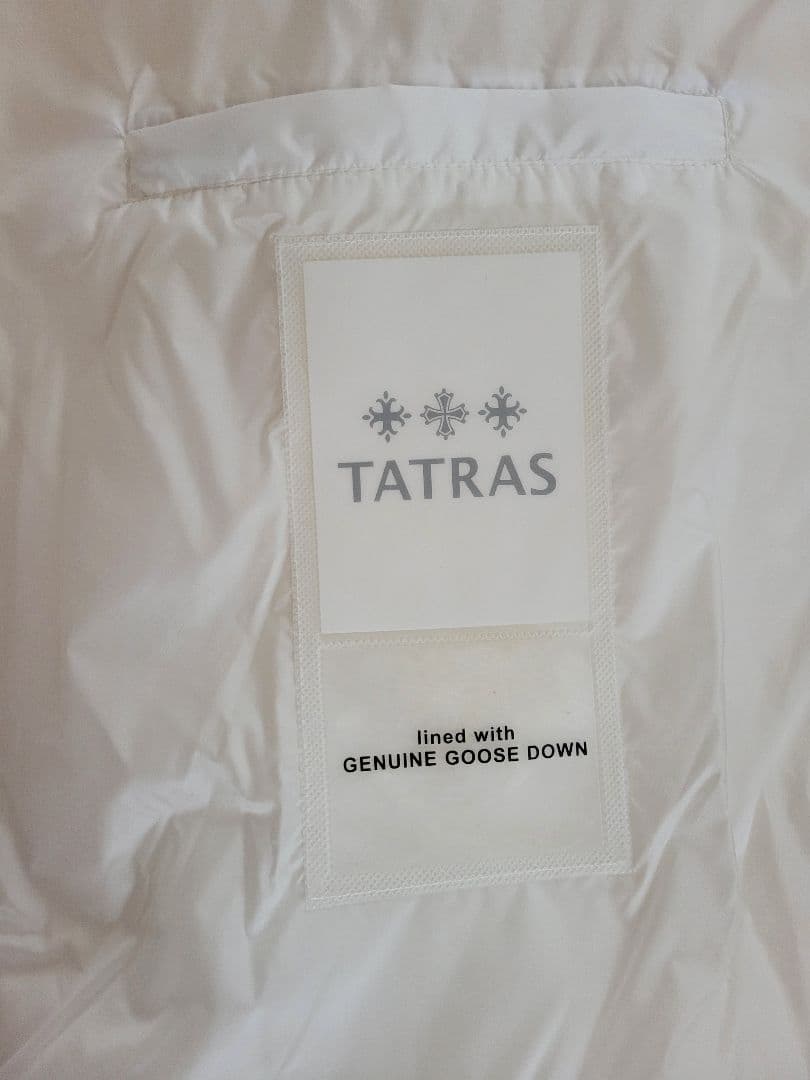 TATRAS
lined with
GENUINE GOOSE DOWN